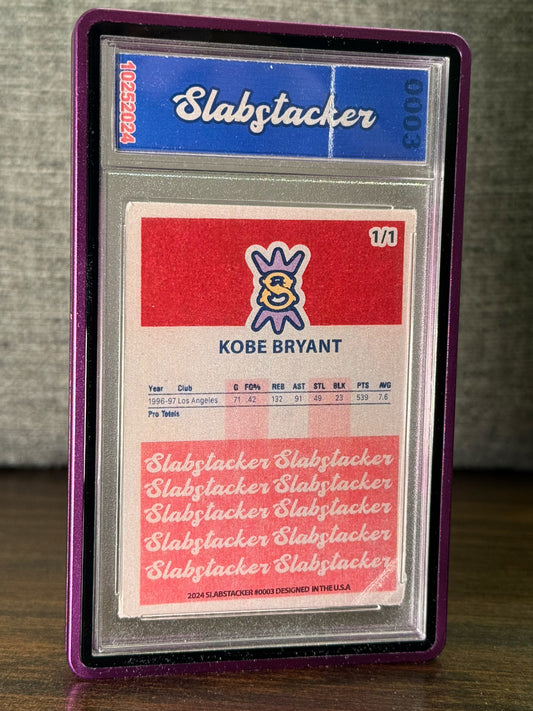 10252024
Slabstacker
0003
1/1
S
KOBE BRYANT
Year Club G FG% REB AST STL BLK PTS AVG
1996-97 Los Angeles 71 .42 132 91 49 23 539 7.6
Pro Totals
Slabstacker Slabstacker
Slabstacker Slabstacker
Slabstacker Slabstacker
Slabstacker Slabstacker
Slabstacker Slabstacker
2024 SLABSTACKER #0003 DESIGNED IN THE U.S.A